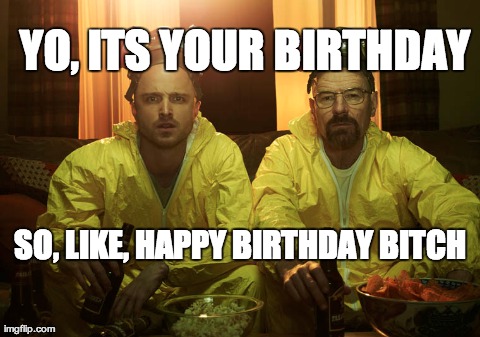 YO, ITS YOUR BIRTHDAY
SO, LIKE, HAPPY BIRTHDAY BITCH
imgflip.com